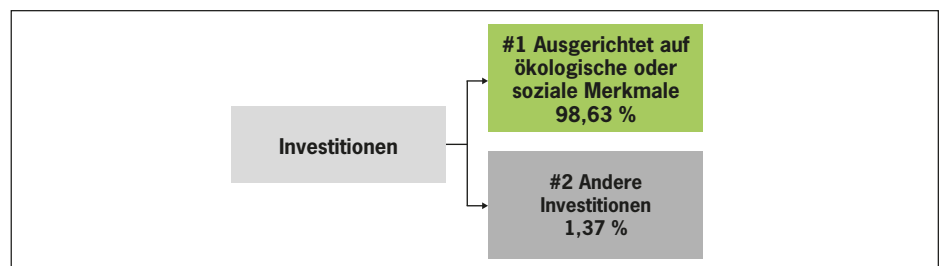 #1 Ausgerichtet auf
ökologische oder
soziale Merkmale
98,63 %
Investitionen
#2 Andere
Investitionen
1,37 %